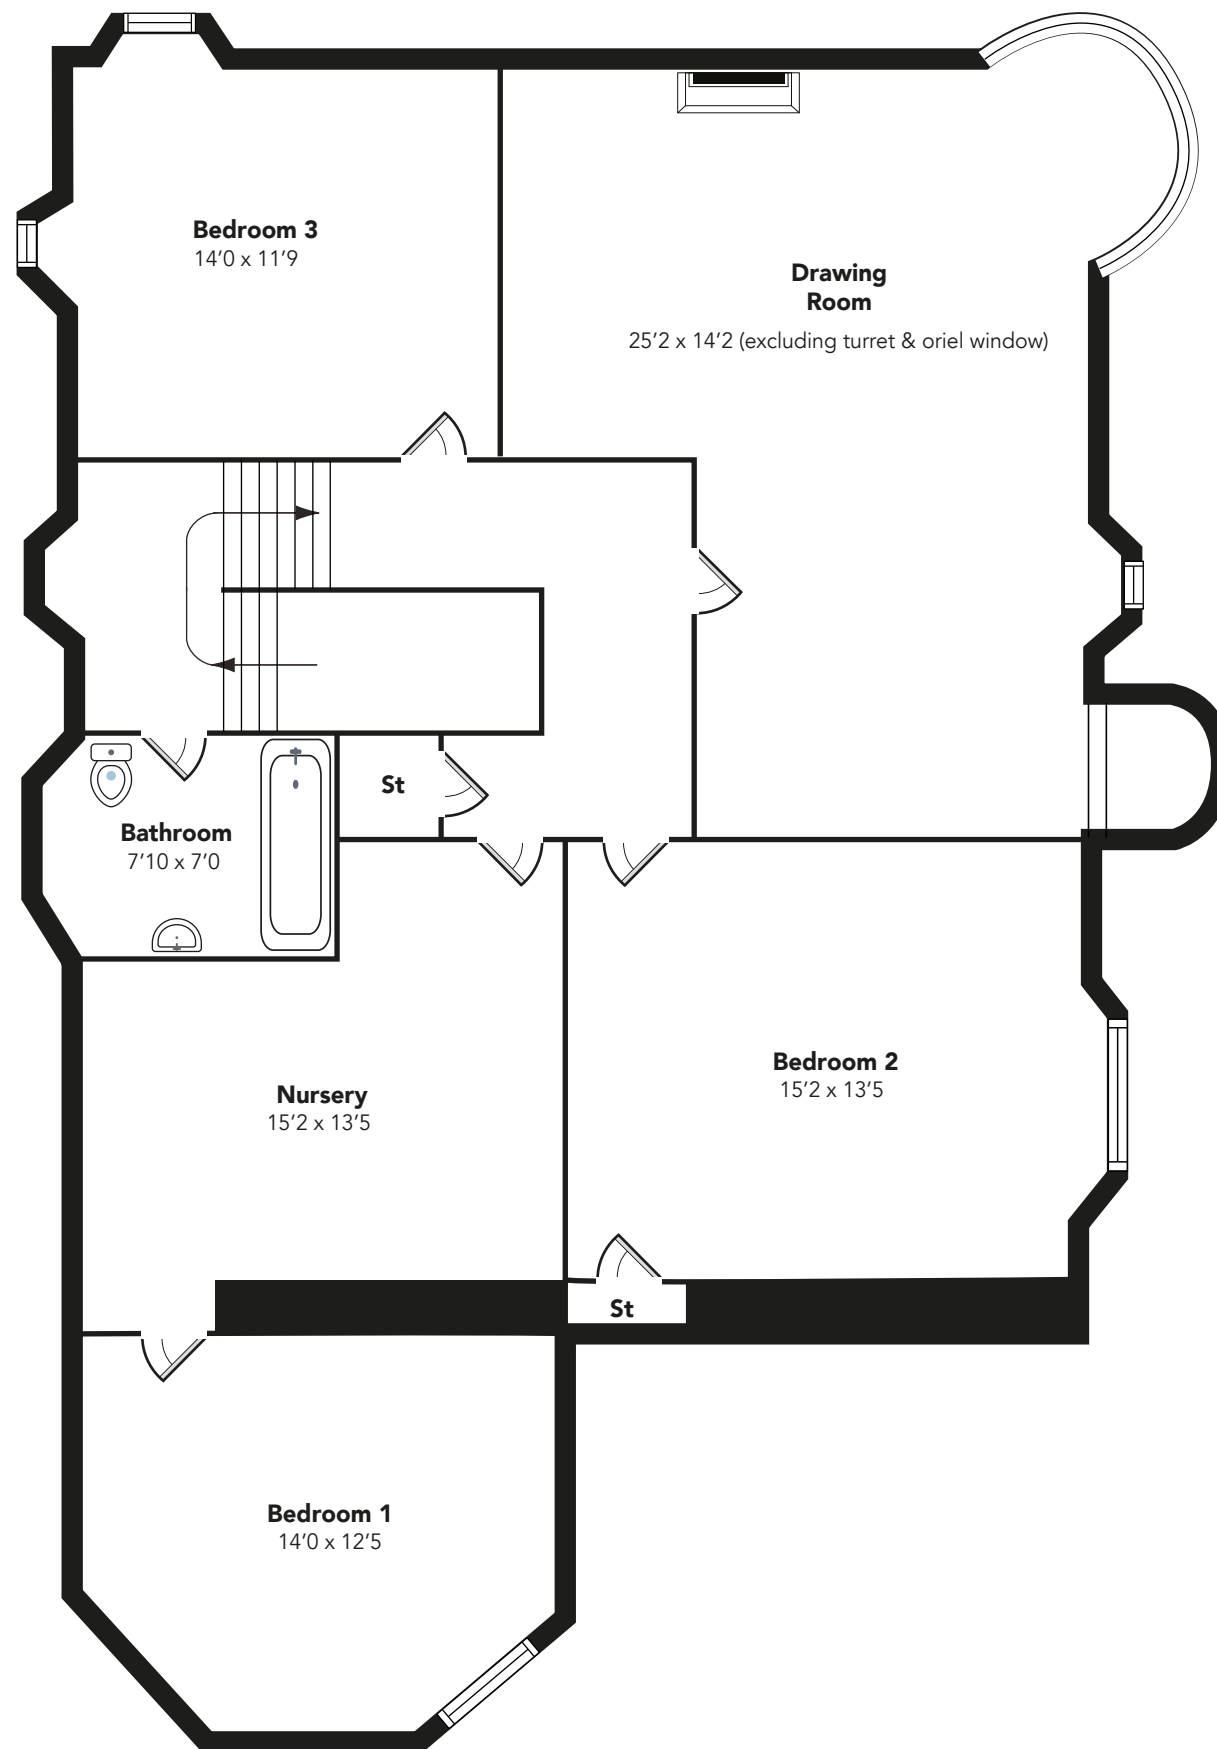 Bedroom 3
14’0 x 11’9
Drawing
Room
25’2 x 14’2 (excluding turret & oriel window)
St
Bathroom
7’10 x 7’0
Bedroom 2
15’2 x 13’5
Nursery
15’2 x 13’5
St
Bedroom 1
14’0 x 12’5